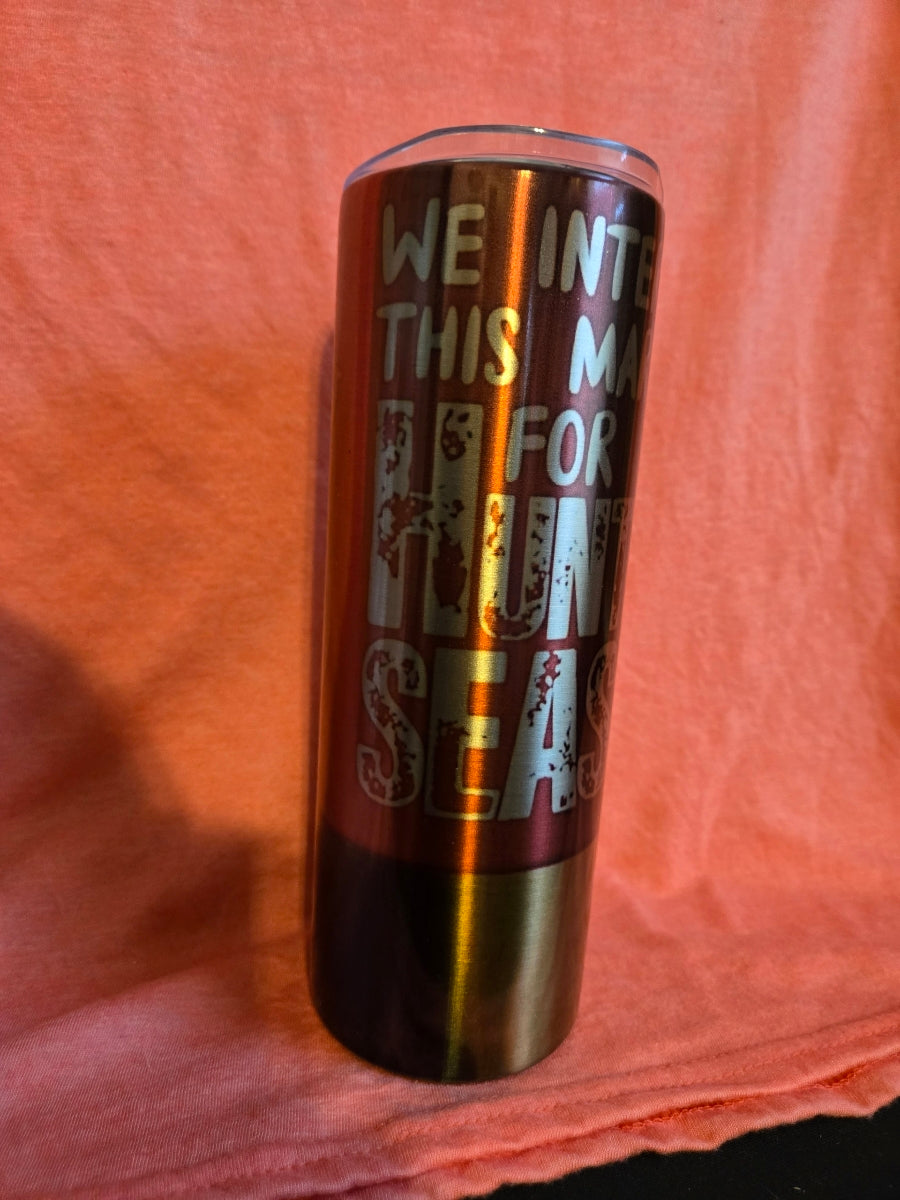 WE INTE
THIS MA
FOR
HUNT
SEAS